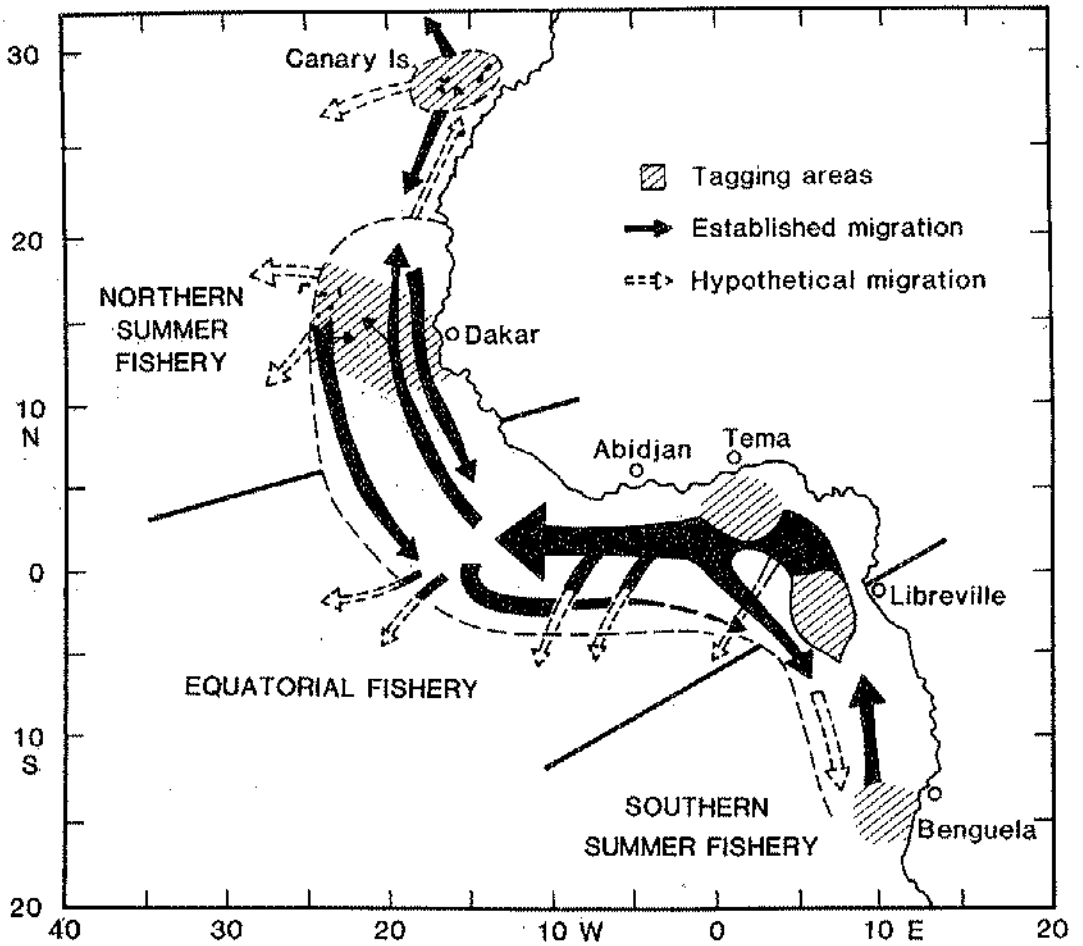 30
Canary Is.
Tagging areas
Established migration
Hypothetical migration
20
NORTHERN
SUMMER
FISHERY
Dakar
10
N
Abidjan
Tema
0
Libreville
EQUATORIAL FISHERY
10
S
SOUTHERN
SUMMER FISHERY
Benguela
20
40
30
20
10 W
0
10 E
20